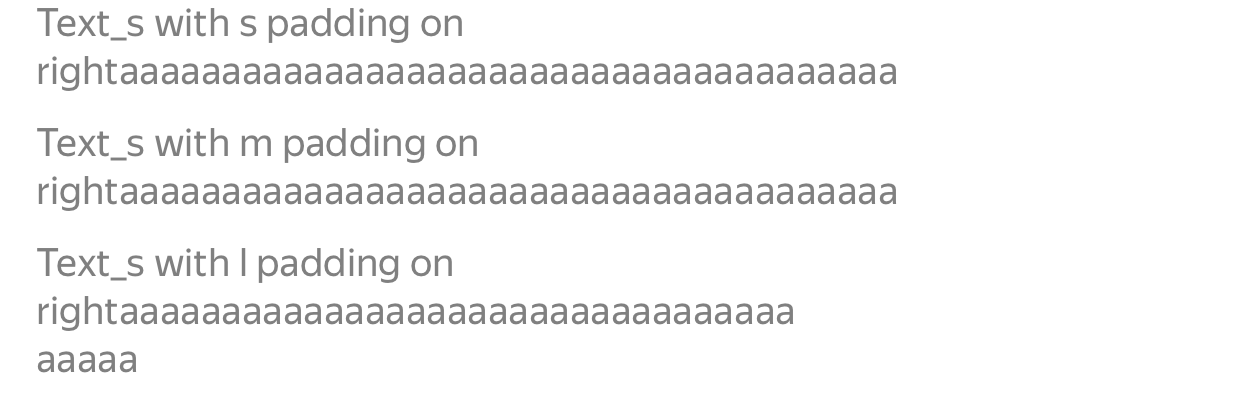 Text_s with s padding on
rightaaaaaaaaaaaaaaaaaaaaaaaaaaaaaaaaaaaaaa
Text_s with m padding on
rightaaaaaaaaaaaaaaaaaaaaaaaaaaaaaaaaaaaaaa
Text_s with l padding on
rightaaaaaaaaaaaaaaaaaaaaaaaaaaaaaaaaa
aaaaa